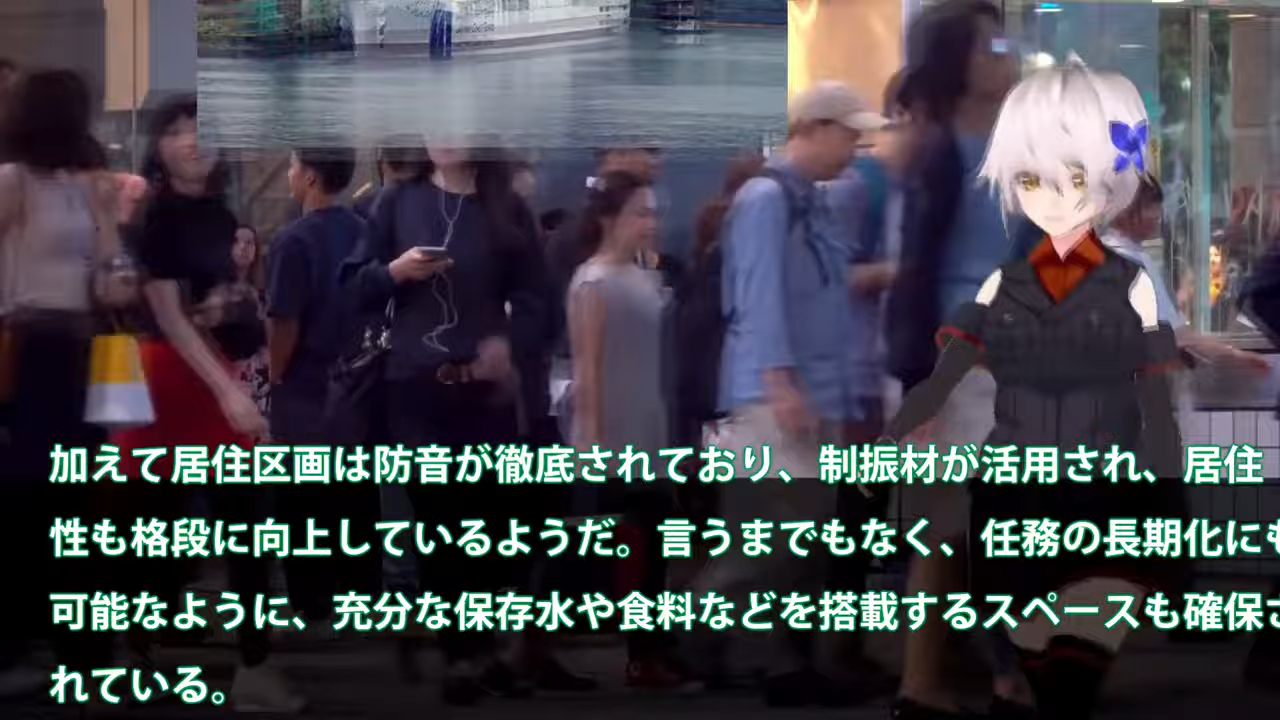 加えて居住区画は防音が徹底されており、制振材が活用され、居住
性も格段に向上しているようだ。言うまでもなく、任務の長期化にも
可能なように、充分な保存水や食料などを搭載するスペースも確保さ
れている。